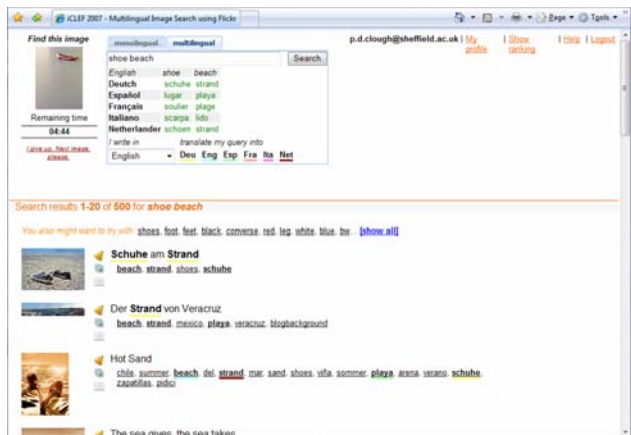 iCLEF 2007 - Multilingual Image Search using Flickr
Page Tools
Find this image
monolingual multilingual
p.d.clough@sheffield.ac.uk | My profile | Show ranking | Help | Logout
shoe beach Search
English shoe beach
Deutch schuhe strand
Español lugar playa
Français soulier plage
Italiano scarpa lido
Netherlander schoen strand
Remaining time
04:44
I give up. Next image, please.
I write in translate my query into
English Deu Eng Esp Fra Ita Net
Search results 1-20 of 500 for shoe beach
You also might want to try with: shoes, foot, feet, black, converse, red, leg, white, blue, bw... [show all]
Schuhe am Strand
beach, strand, shoes, schuhe
Der Strand von Veracruz
beach, strand, mexico, playa, veracruz, blogbackground
Hot Sand
chile, summer, beach, del, strand, mar, sand, shoes, viña, sommer, playa, arena, verano, schuhe,
zapatillas, pidici
The sea gives, the sea takes